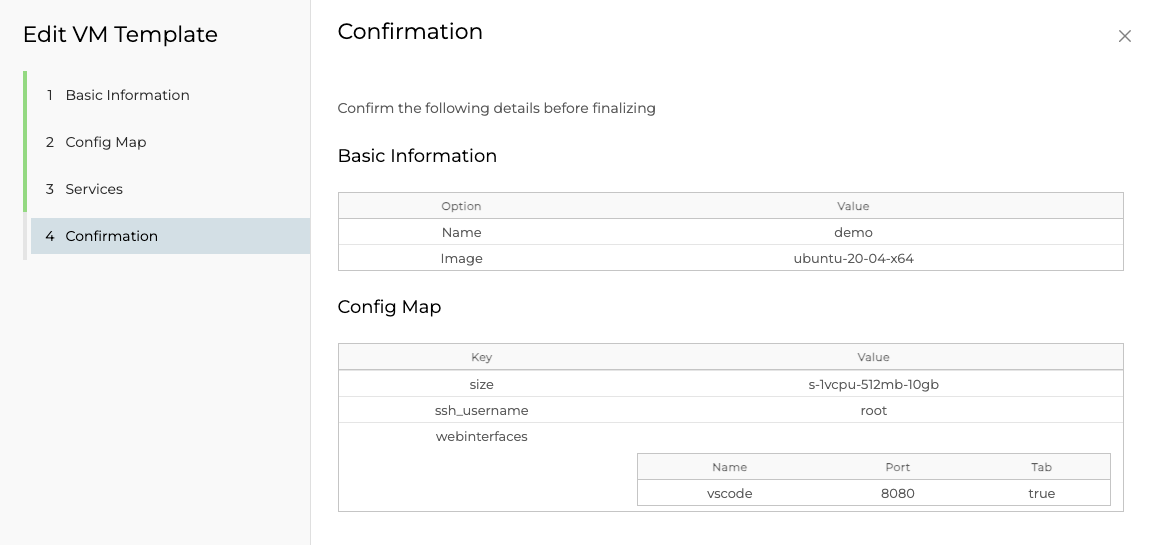 Edit VM Template
1 Basic Information
2 Config Map
3 Services
4 Confirmation
Confirmation
Confirm the following details before finalizing
Basic Information
Option Value
Name demo
Image ubuntu-20-04-x64
Config Map
Key Value
size s-1vcpu-512mb-10gb
ssh_username root
webinterfaces
Name Port Tab
vscode 8080 true